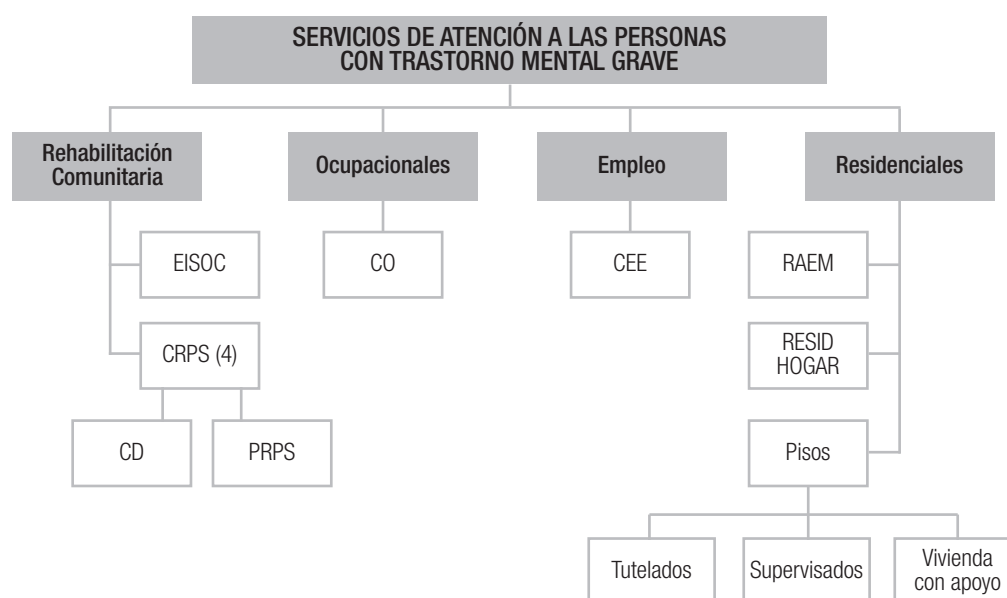 SERVICIOS DE ATENCIÓN A LAS PERSONAS
CON TRASTORNO MENTAL GRAVE
Rehabilitación
Comunitaria
Ocupacionales
Empleo
Residenciales
EISOC
CO
CEE
RAEM
CRPS (4)
RESID
HOGAR
CD
PRPS
Pisos
Tutelados
Supervisados
Vivienda
con apoyo